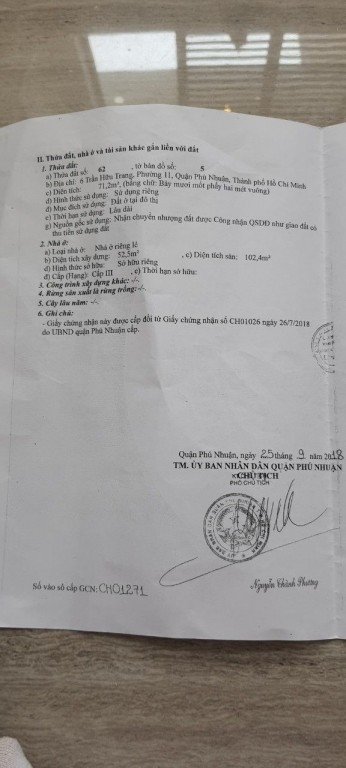 II. Thửa đất, nhà ở và tài sản khác gắn liền với đất
1. Thửa đất:
a) Thửa đất số: 62 , tờ bản đồ số: 5
b) Địa chỉ: 6 Trần Hữu Trang, Phường 11, Quận Phú Nhuận, Thành phố Hồ Chí Minh
c) Diện tích: 71,2m², (bằng chữ: Bảy mươi mốt phẩy hai mét vuông)
d) Hình thức sử dụng: Sử dụng riêng
đ) Mục đích sử dụng: Đất ở tại đô thị
e) Thời hạn sử dụng: Lâu dài
g) Nguồn gốc sử dụng: Nhận chuyển nhượng đất được Công nhận QSDĐ như giao đất có
thu tiền sử dụng đất
2. Nhà ở:
a) Loại nhà ở: Nhà ở riêng lẻ
b) Diện tích xây dựng: 52,5m² , c) Diện tích sàn: 102,4m²
d) Hình thức sở hữu: Sở hữu riêng
đ) Cấp (Hạng): Cấp III , e) Thời hạn sở hữu:
3. Công trình xây dựng khác: -/-
4. Rừng sản xuất là rừng trồng: -/-
5. Cây lâu năm: -/-
6. Ghi chú:
- Giấy chứng nhận này được cấp đổi từ Giấy chứng nhận số CH01026 ngày 26/7/2018
do UBND quận Phú Nhuận cấp.
Quận Phú Nhuận, ngày 25 tháng 9 năm 2018
TM. ỦY BAN NHÂN DÂN QUẬN PHÚ NHUẬN
CHỦ TỊCH
PHÓ CHỦ TỊCH
Số vào sổ cấp GCN: CH01271
Nguyễn Thành Phương